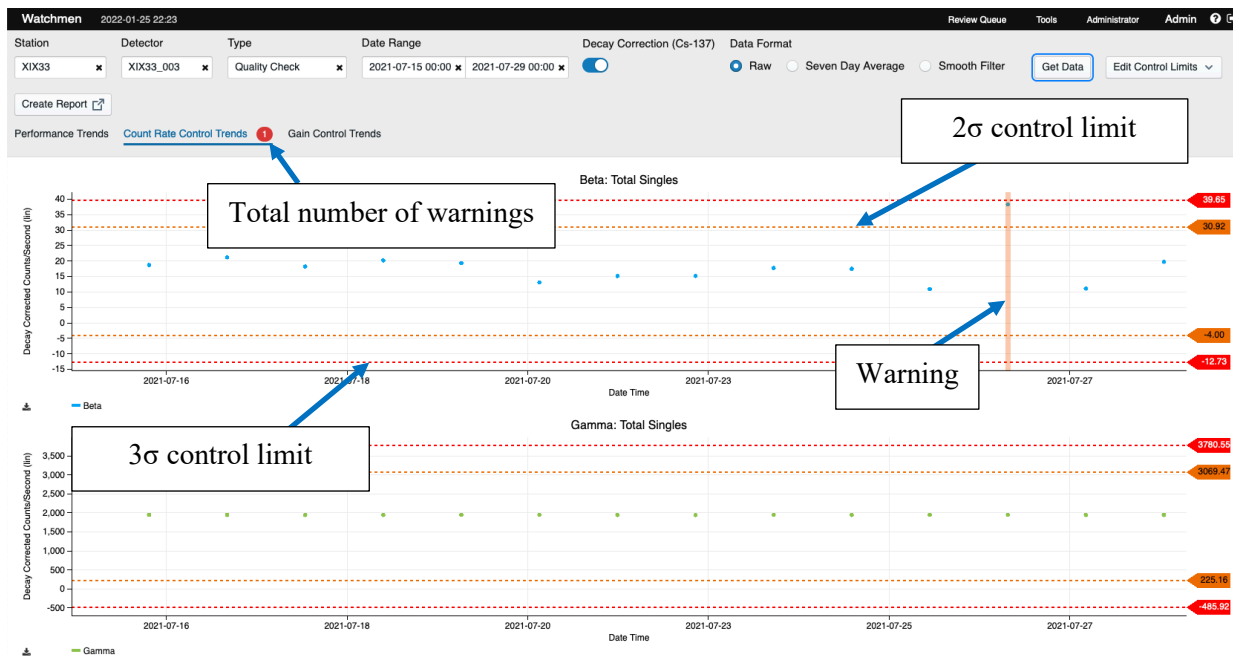 Watchmen 2022-01-25 22:23 Review Queue Tools Administrator Admin
Station Detector Type Date Range Decay Correction (Cs-137) Data Format
XIX33 × XIX33_003 × Quality Check × 2021-07-15 00:00 × 2021-07-29 00:00 × Raw Seven Day Average Smooth Filter Get Data Edit Control Limits
Create Report
Performance Trends Count Rate Control Trends 1 Gain Control Trends
2σ control limit
Total number of warnings
Beta: Total Singles
Decay Corrected Counts/Second (lin)
40
35
30
25
20
15
10
5
0
-5
-10
-15
39.65
30.92
-4.00
-12.73
Warning
2021-07-16 2021-07-18 2021-07-20 2021-07-23 2021-07-27
Date Time
Beta
3σ control limit
Gamma: Total Singles
Decay Corrected Counts/Second (lin)
3,500
3,000
2,500
2,000
1,500
1,000
500
0
-500
3780.55
3069.47
225.16
-485.92
2021-07-16 2021-07-18 2021-07-20 2021-07-23 2021-07-25 2021-07-27
Date Time
Gamma